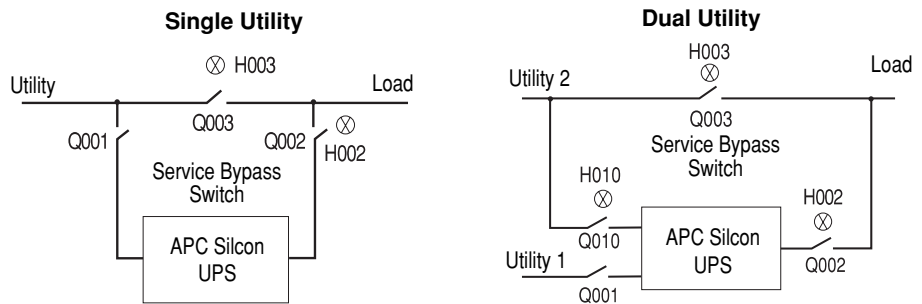 Single Utility
H003
Utility
Load
Q003
Q001
Q002
H002
Service Bypass
Switch
APC Silcon
UPS
Dual Utility
H003
Utility 2
Load
Q003
Service Bypass
Switch
H010
H002
Q010
APC Silcon
UPS
Q002
Utility 1
Q001